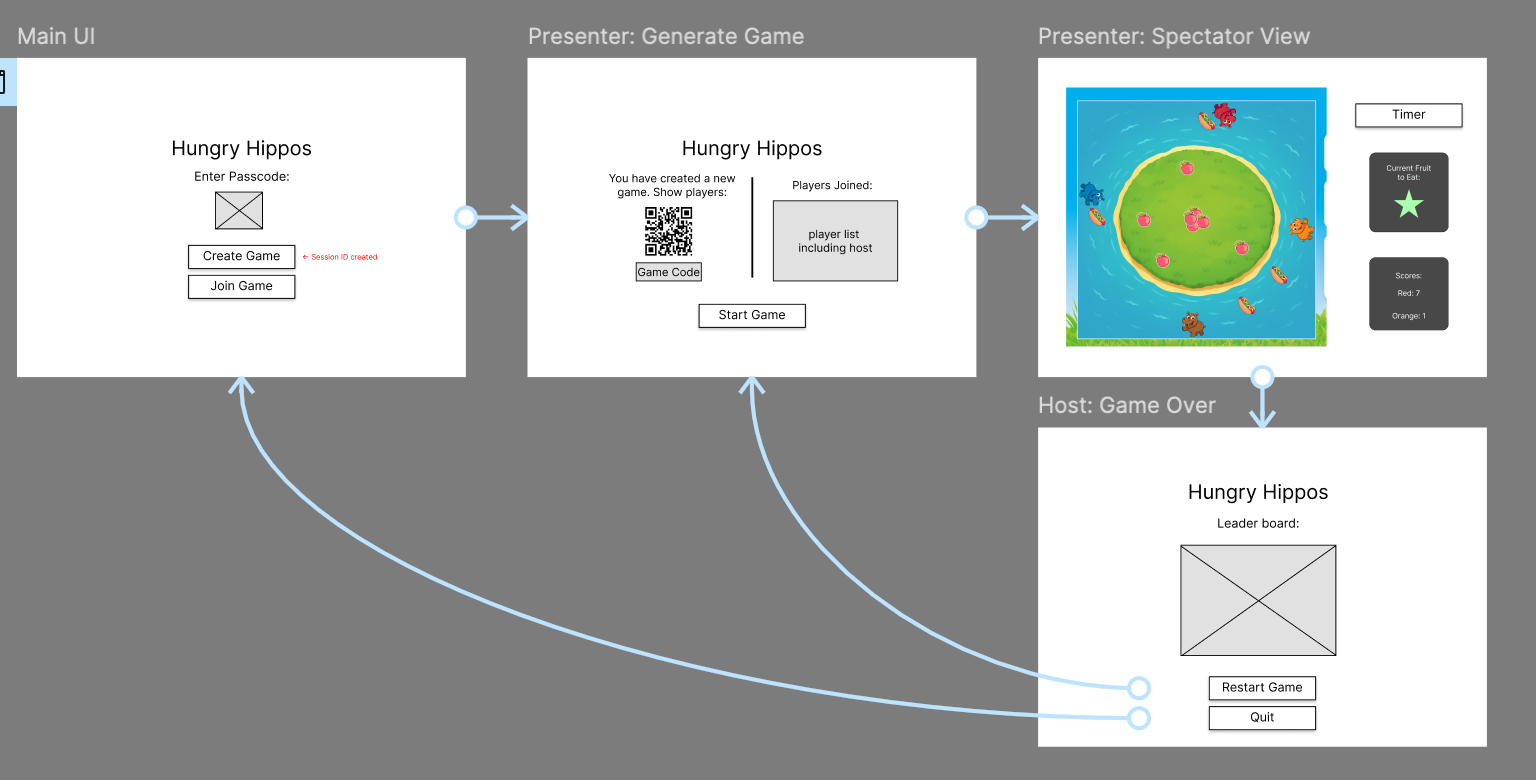 Main UI
Hungry Hippos
Enter Passcode:
Create Game
← Session ID created
Join Game
Presenter: Generate Game
Hungry Hippos
You have created a new
game. Show players:
Game Code
Players Joined:
player list
including host
Start Game
Presenter: Spectator View
Timer
Current Fruit
to Eat:
Scores:
Red: 7
Orange: 1
Host: Game Over
Hungry Hippos
Leader board:
Restart Game
Quit